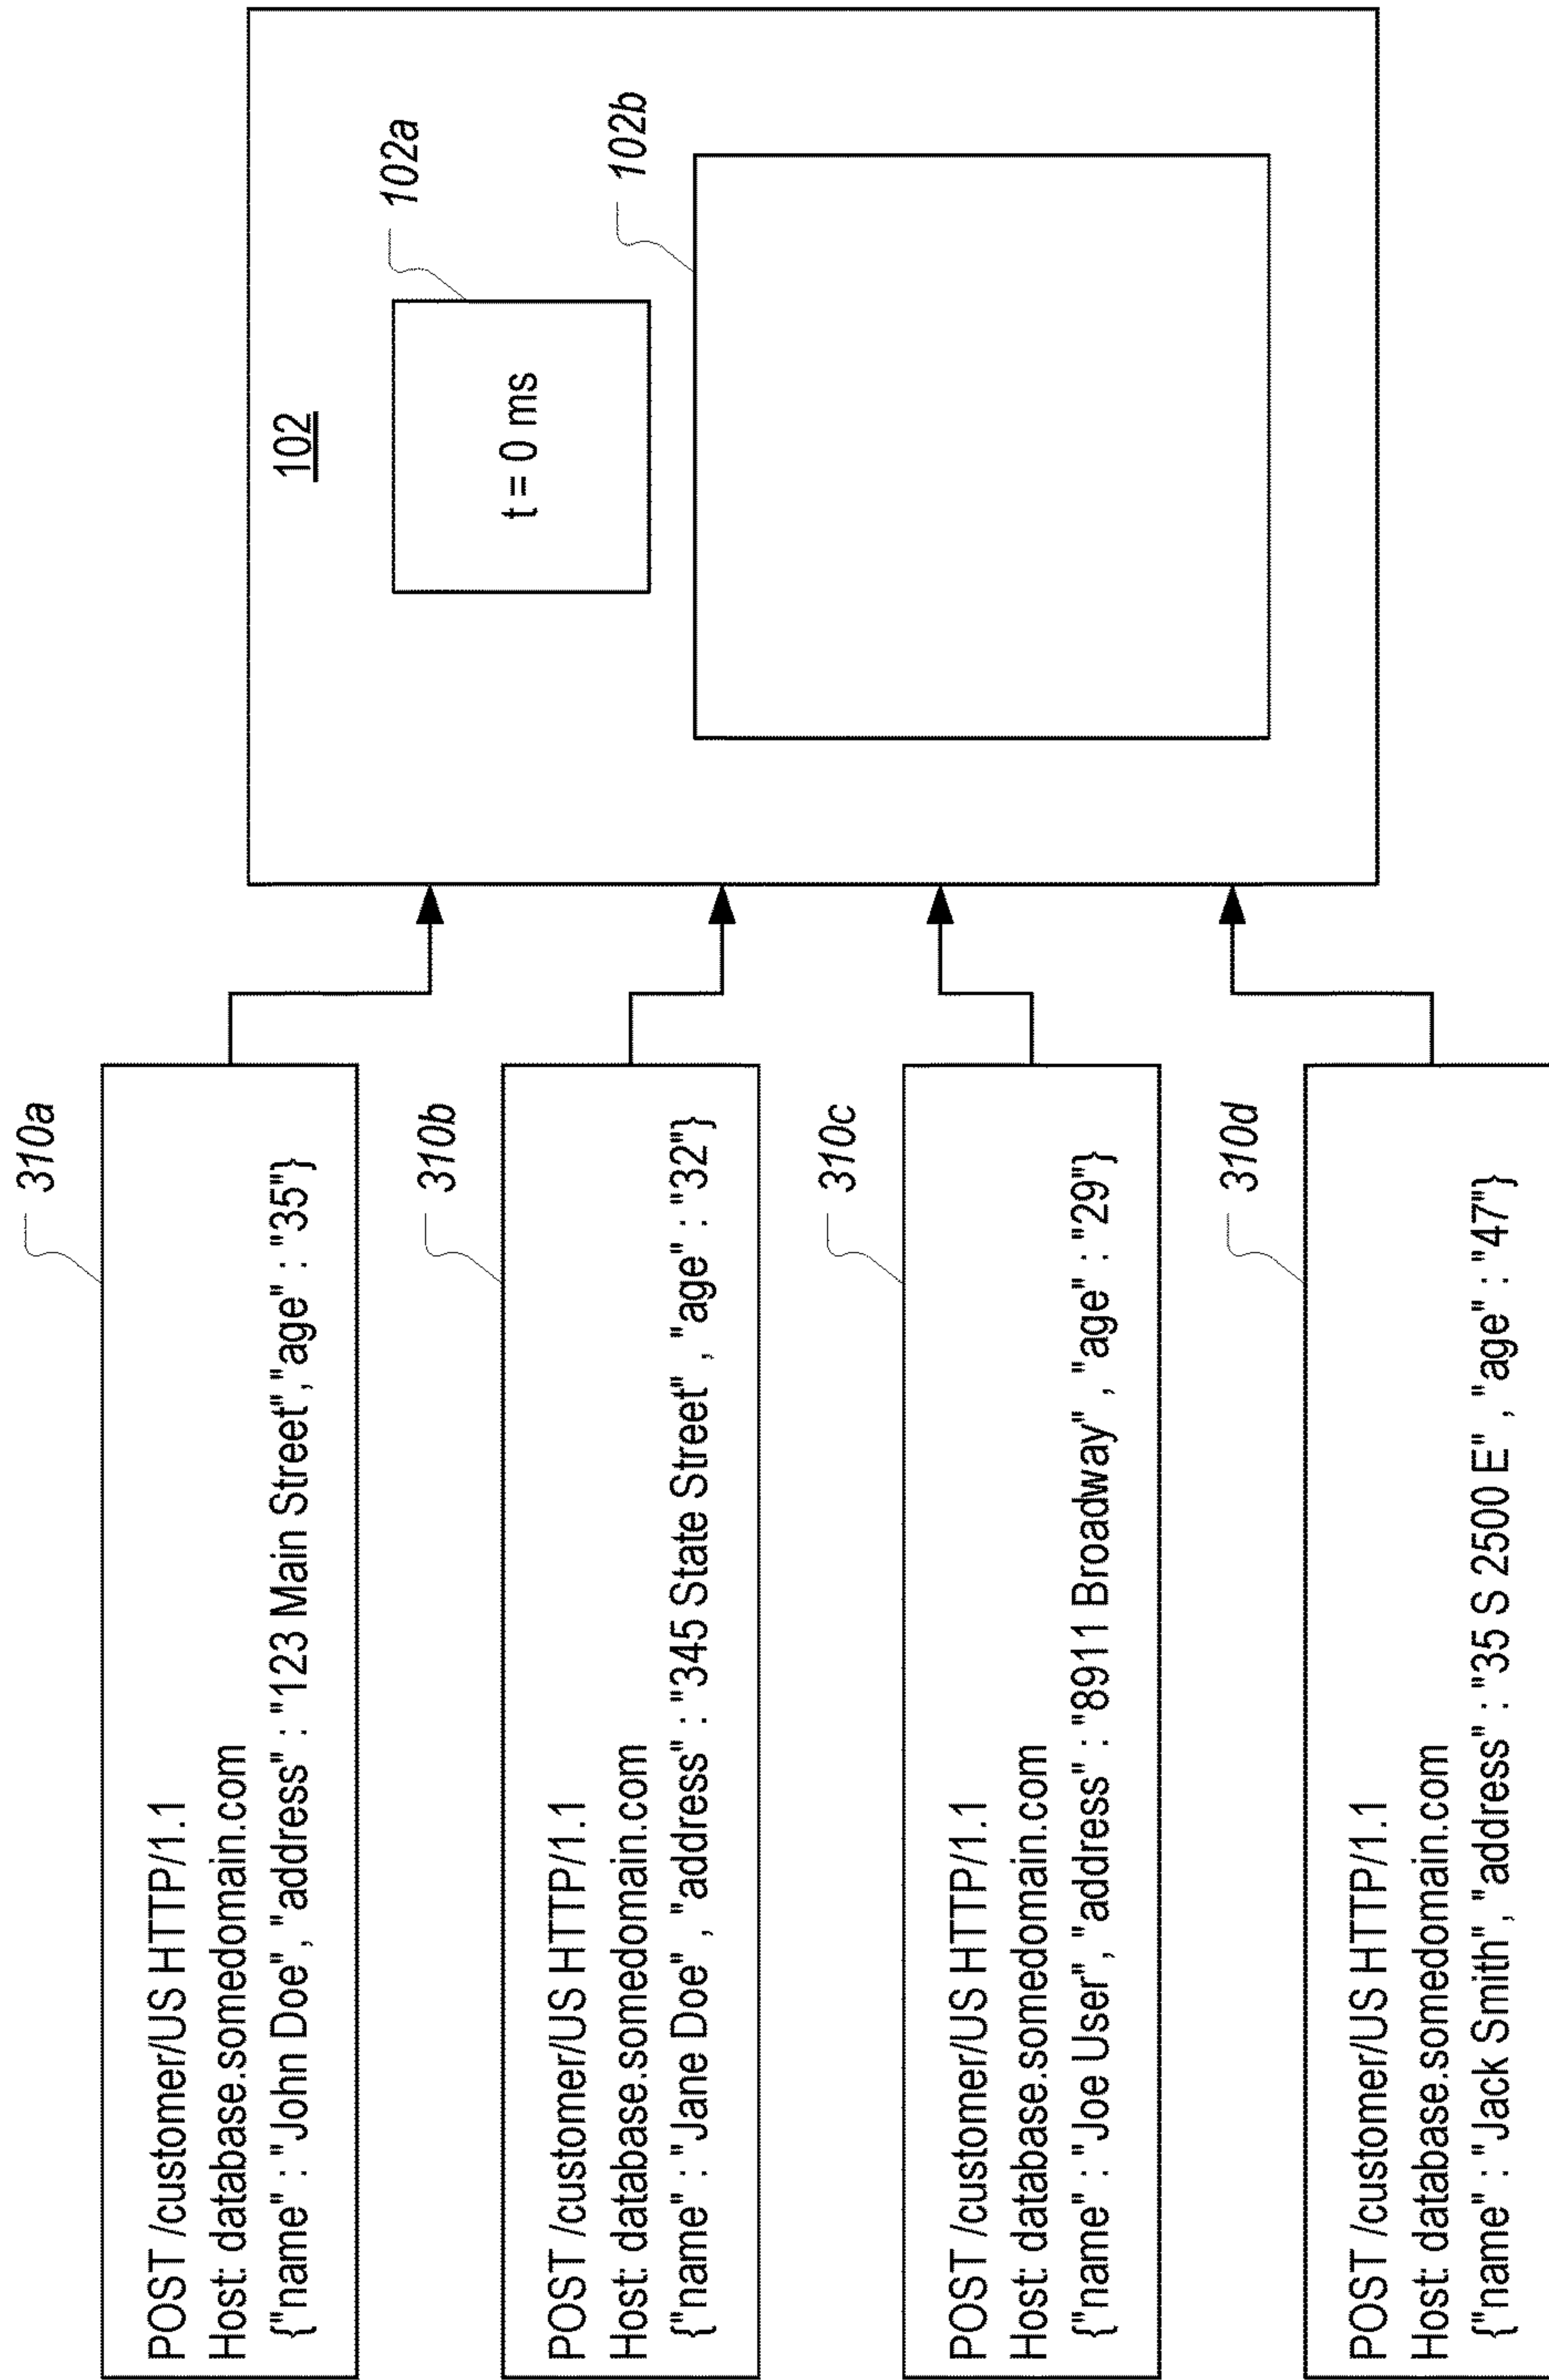 310a
POST /customer/US HTTP/1.1
Host: database.somedomain.com
{"name" : "John Doe", "address" : "123 Main Street","age" : "35"}
310b
POST /customer/US HTTP/1.1
Host: database.somedomain.com
{"name" : "Jane Doe" , "address" : "345 State Street" , "age" : "32"}
310c
POST /customer/US HTTP/1.1
Host: database.somedomain.com
{"name" : "Joe User", "address" : "8911 Broadway" , "age" : "29"}
310d
POST /customer/US HTTP/1.1
Host: database.somedomain.com
{"name" : "Jack Smith", "address" : "35 S 2500 E" , "age" : "47"}
102
102a
t = 0 ms
102b